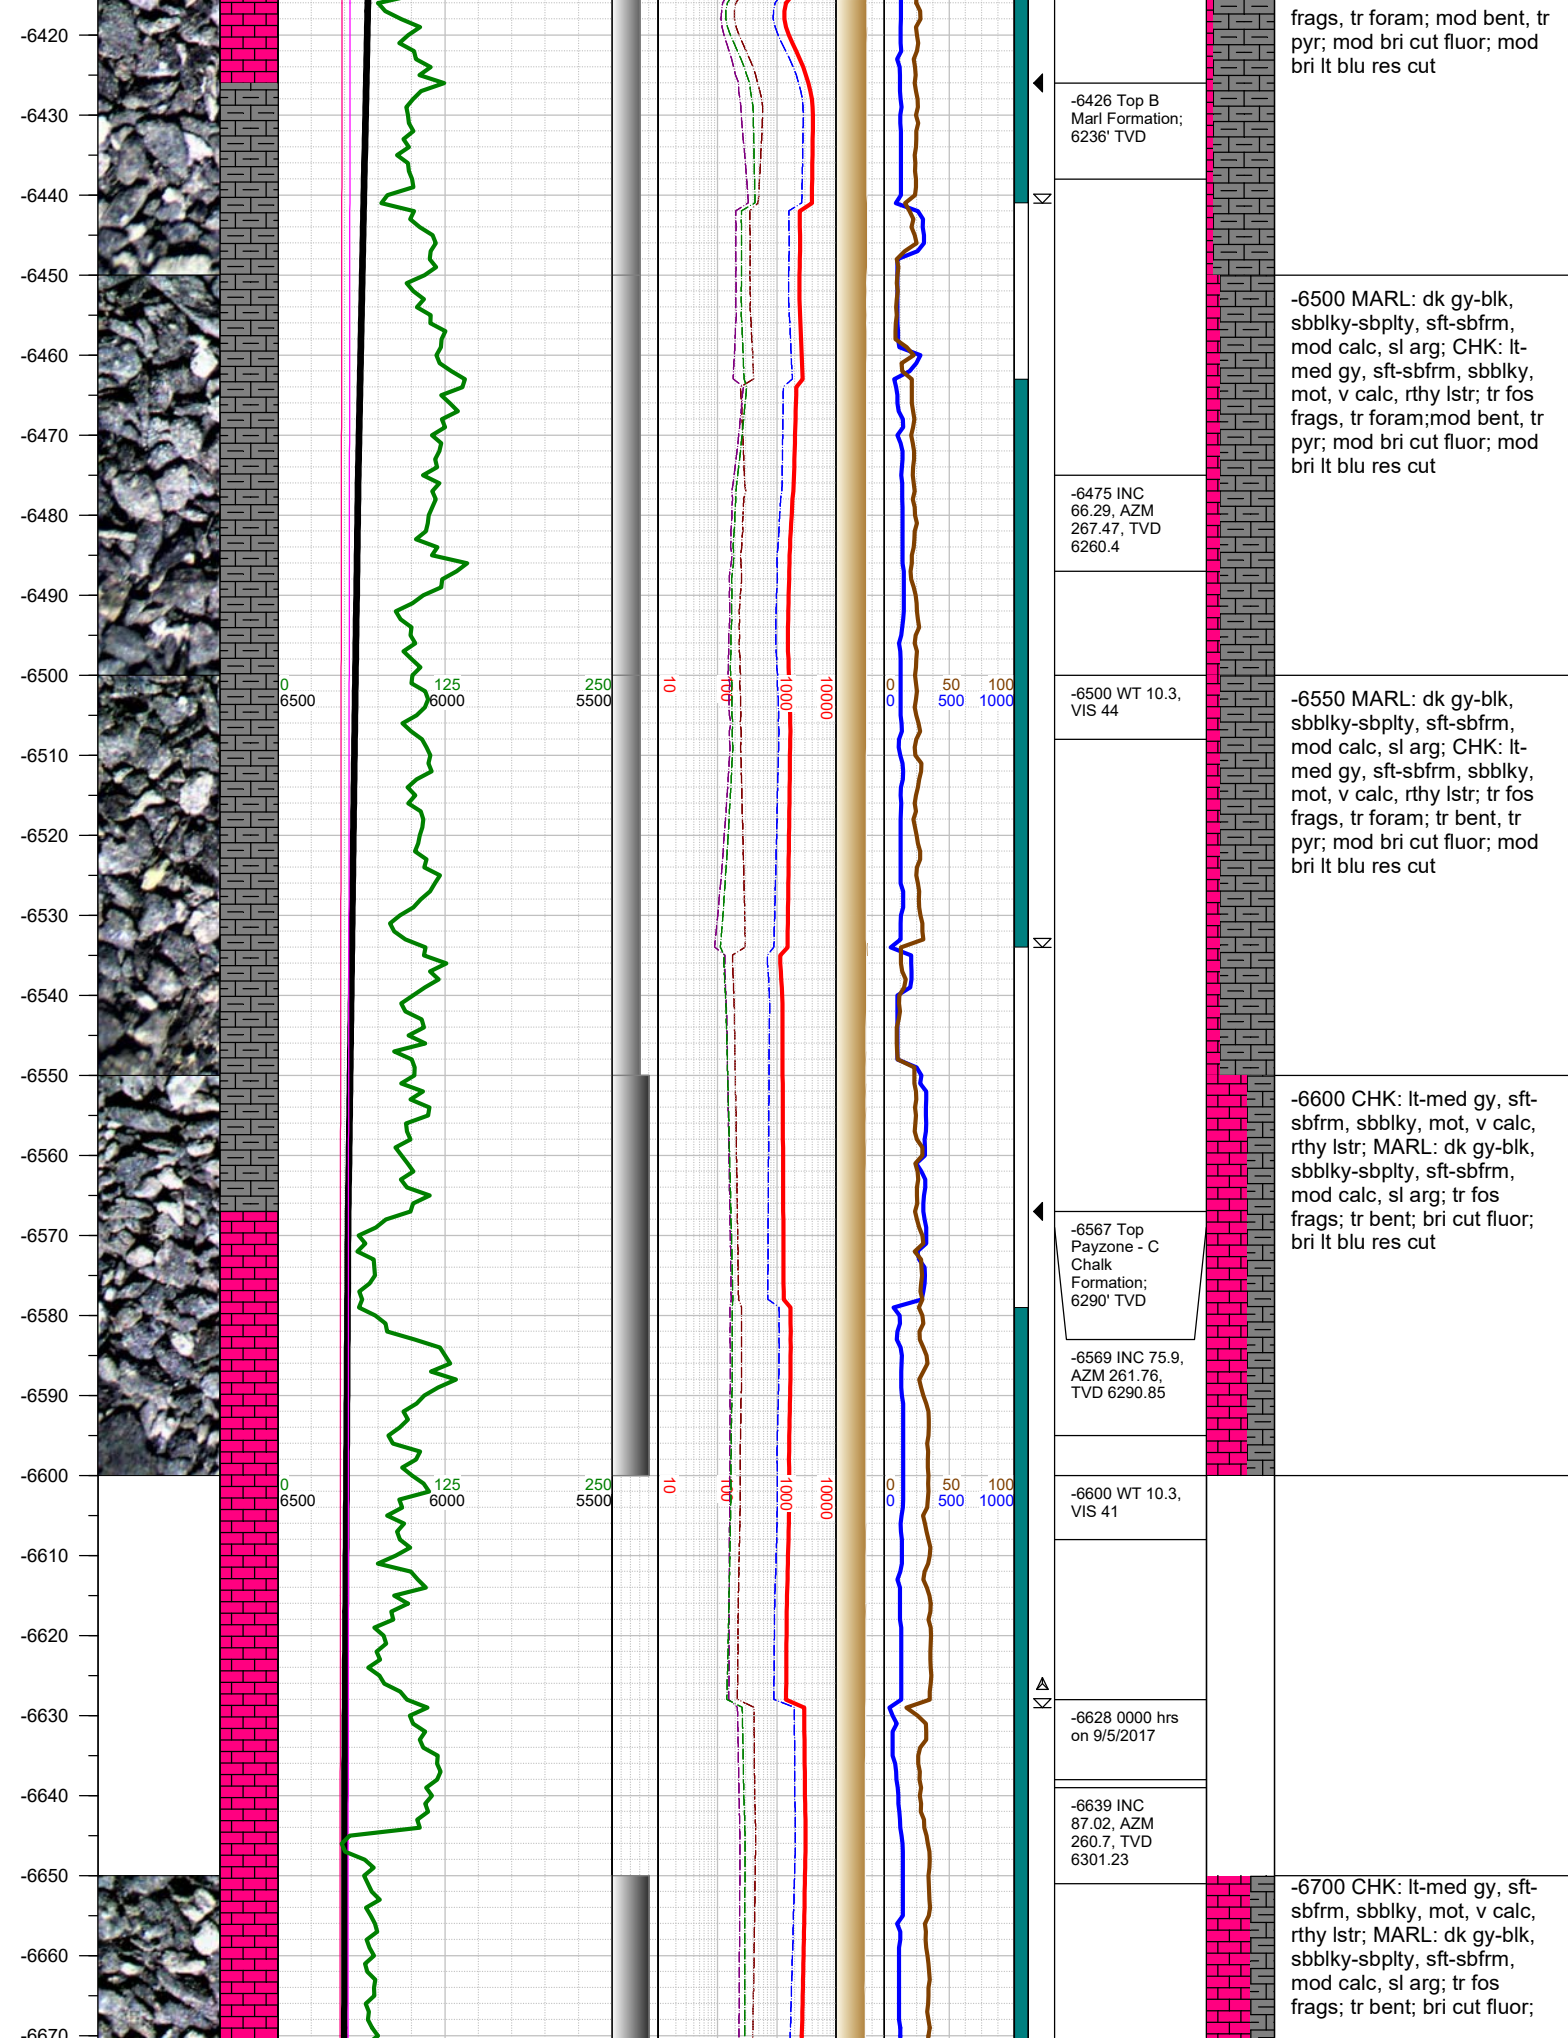 frags, tr foram; mod bent, tr
pyr; mod bri cut fluor; mod
bri lt blu res cut
-6420
-6430
-6440
-6450
-6460
-6470
-6480
-6490
-6500
-6510
-6520
-6530
-6540
-6550
-6560
-6570
-6580
-6590
-6600
-6610
-6620
-6630
-6640
-6650
-6660
-6670
0 125 250
6500 6000 5500
10 100 1000 10000
0 50 100
0 500 1000
0 125 250
6500 6000 5500
10 100 1000 10000
0 50 100
0 500 1000
-6426 Top B
Marl Formation;
6236' TVD
-6475 INC
66.29, AZM
267.47, TVD
6260.4
-6500 WT 10.3,
VIS 44
-6567 Top
Payzone - C
Chalk
Formation;
6290' TVD
-6569 INC 75.9,
AZM 261.76,
TVD 6290.85
-6600 WT 10.3,
VIS 41
-6628 0000 hrs
on 9/5/2017
-6639 INC
87.02, AZM
260.7, TVD
6301.23
-6500 MARL: dk gy-blk,
sbblky-sbplty, sft-sbfrm,
mod calc, sl arg; CHK: lt-
med gy, sft-sbfrm, sbblky,
mot, v calc, rthy lstr; tr fos
frags, tr foram;mod bent, tr
pyr; mod bri cut fluor; mod
bri lt blu res cut
-6550 MARL: dk gy-blk,
sbblky-sbplty, sft-sbfrm,
mod calc, sl arg; CHK: lt-
med gy, sft-sbfrm, sbblky,
mot, v calc, rthy lstr; tr fos
frags, tr foram; tr bent, tr
pyr; mod bri cut fluor; mod
bri lt blu res cut
-6600 CHK: lt-med gy, sft-
sbfrm, sbblky, mot, v calc,
rthy lstr; MARL: dk gy-blk,
sbblky-sbplty, sft-sbfrm,
mod calc, sl arg; tr fos
frags; tr bent; bri cut fluor;
bri lt blu res cut
-6700 CHK: lt-med gy, sft-
sbfrm, sbblky, mot, v calc,
rthy lstr; MARL: dk gy-blk,
sbblky-sbplty, sft-sbfrm,
mod calc, sl arg; tr fos
frags; tr bent; bri cut fluor;